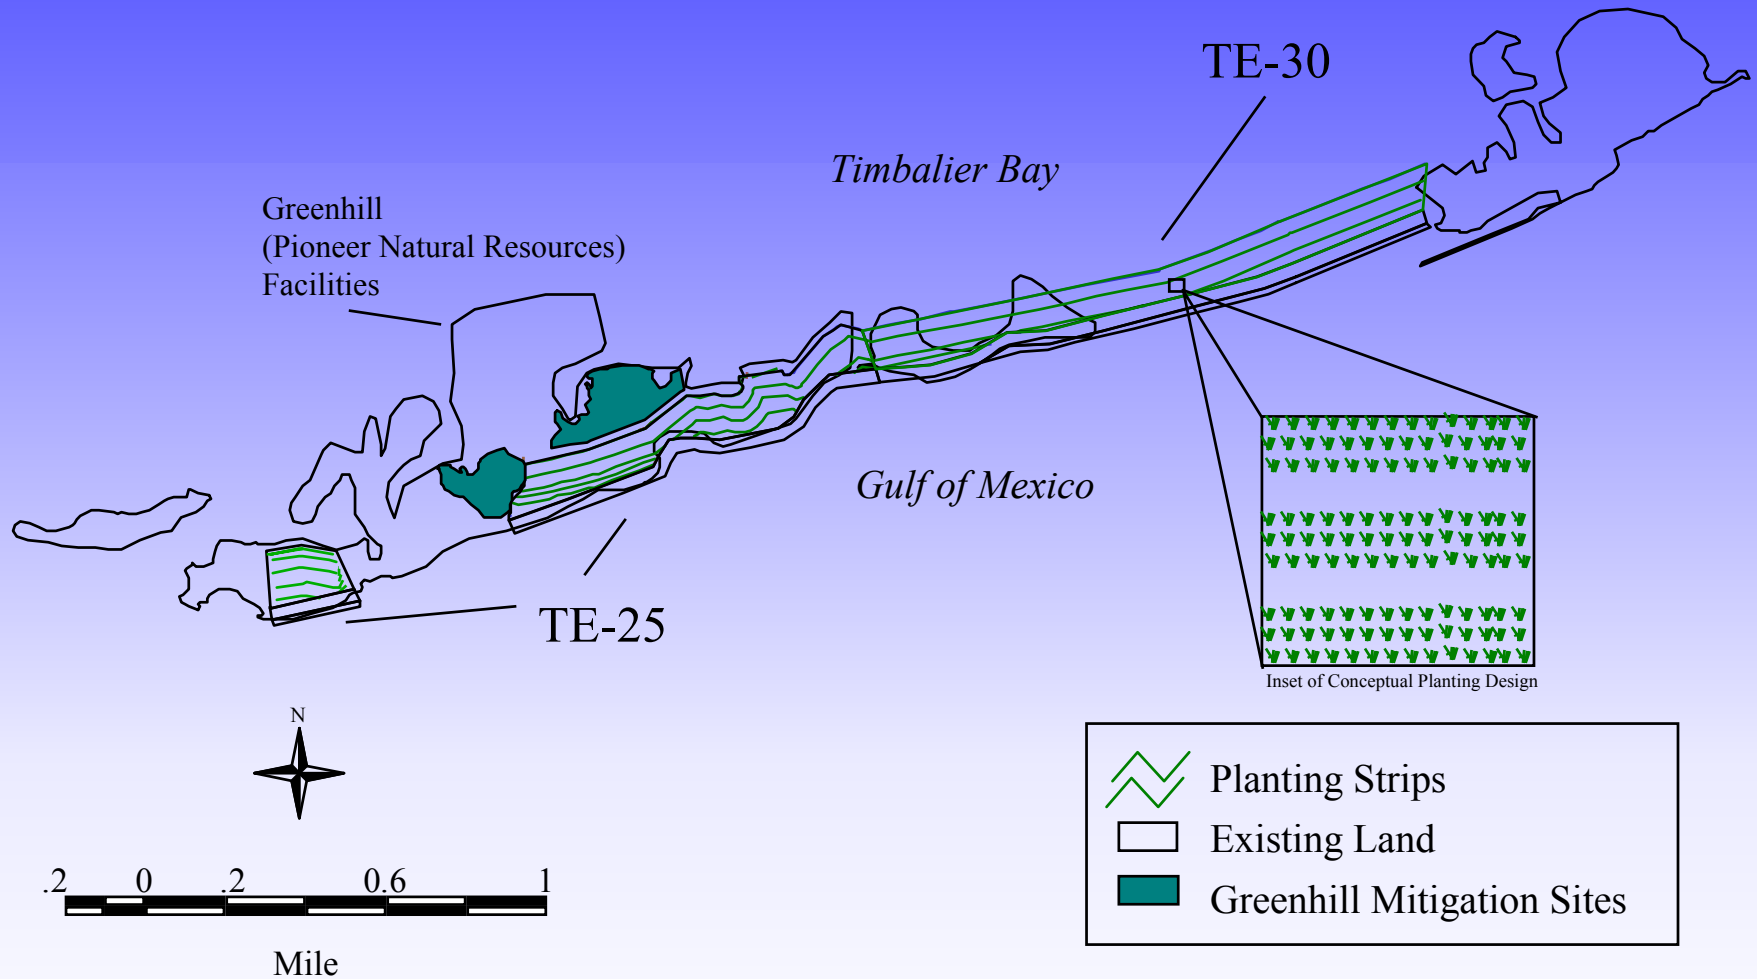 TE-30
Timbalier Bay
Greenhill
(Pioneer Natural Resources)
Facilities
Gulf of Mexico
TE-25
Inset of Conceptual Planting Design
N
Planting Strips
Existing Land
Greenhill Mitigation Sites
.2 0 .2 0.6 1
Mile